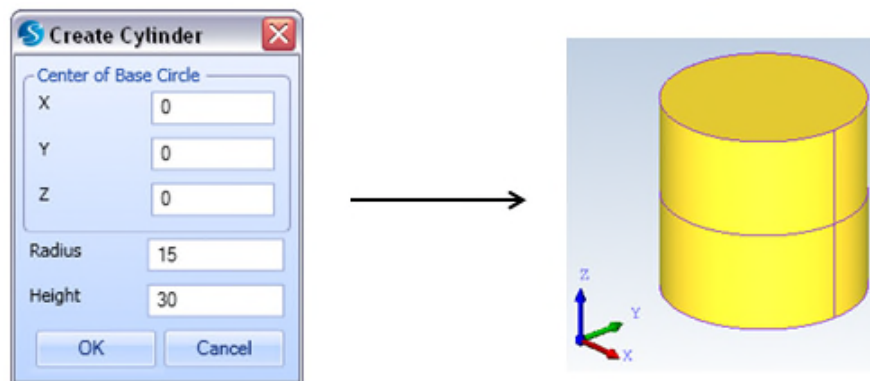 Create Cylinder
Center of Base Circle
X 0
Y 0
Z 0
Radius 15
Height 30
OK Cancel
Z
Y
X